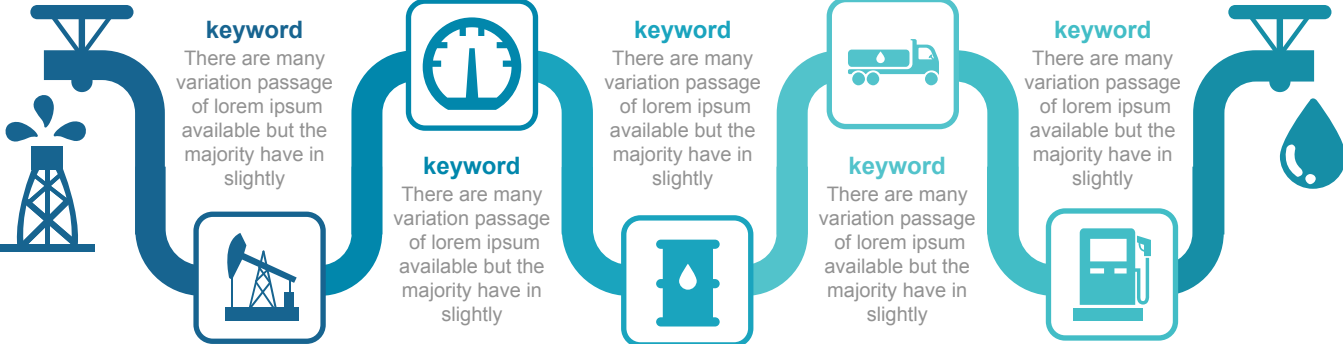 keyword
There are many
variation passage
of lorem ipsum
available but the
majority have in
slightly
keyword
There are many
variation passage
of lorem ipsum
available but the
majority have in
slightly
keyword
There are many
variation passage
of lorem ipsum
available but the
majority have in
slightly
keyword
There are many
variation passage
of lorem ipsum
available but the
majority have in
slightly
keyword
There are many
variation passage
of lorem ipsum
available but the
majority have in
slightly